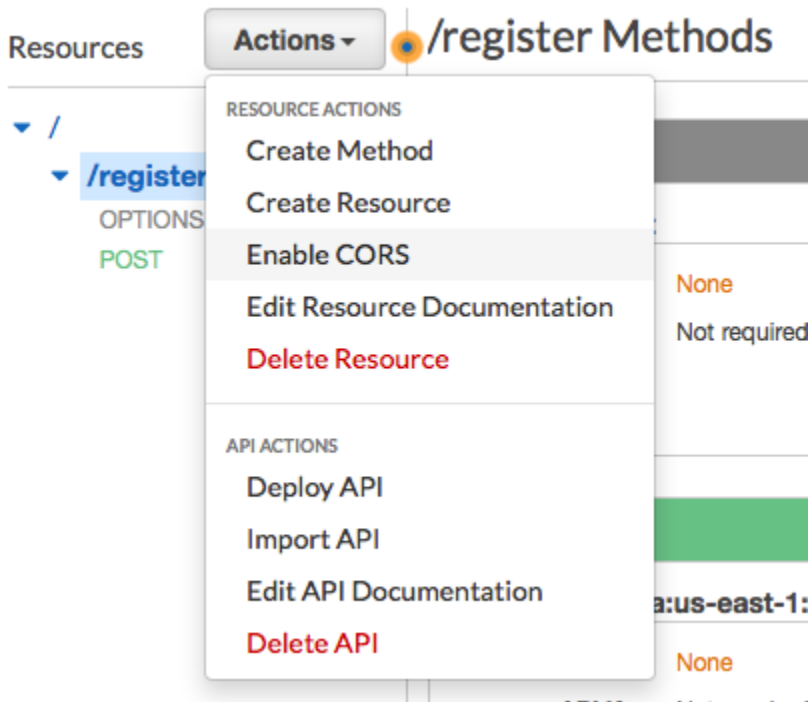 Resources
Actions
/register Methods
/
/register
OPTIONS
POST
RESOURCE ACTIONS
Create Method
Create Resource
Enable CORS
Edit Resource Documentation
Delete Resource
API ACTIONS
Deploy API
Import API
Edit API Documentation
Delete API
None
Not required
a:us-east-1:
None